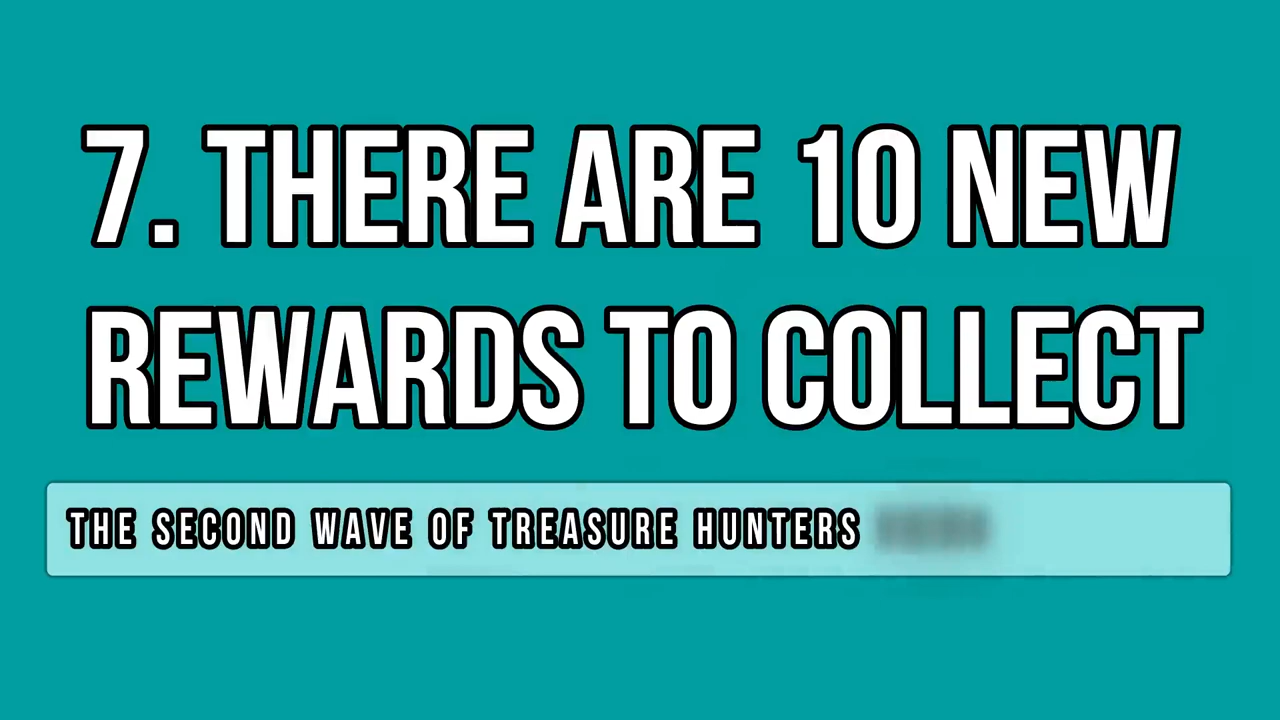 7. THERE ARE 10 NEW
REWARDS TO COLLECT
THE SECOND WAVE OF TREASURE HUNTERS